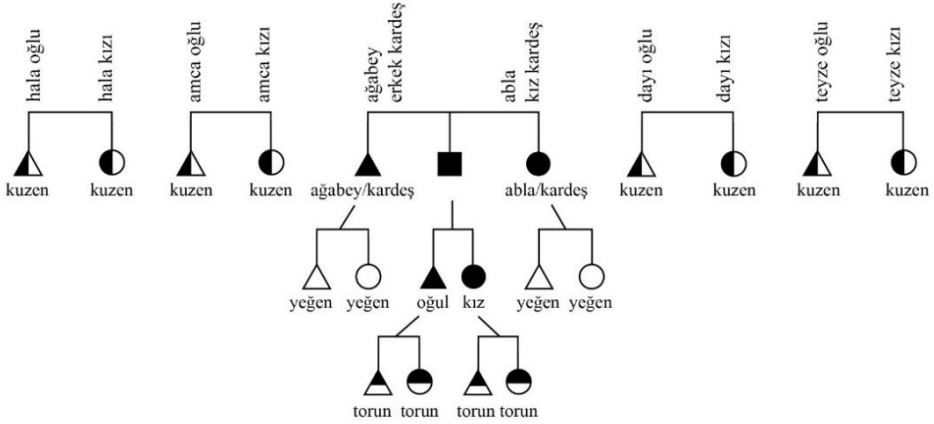 hala oğlu
hala kızı
amca oğlu
amca kızı
ağabey
erkek kardeş
abla
kız kardeş
dayı oğlu
dayı kızı
teyze oğlu
teyze kızı
kuzen kuzen kuzen kuzen ağabey/kardeş abla/kardeş kuzen kuzen kuzen kuzen
yeğen yeğen oğul kız yeğen yeğen
torun torun torun torun